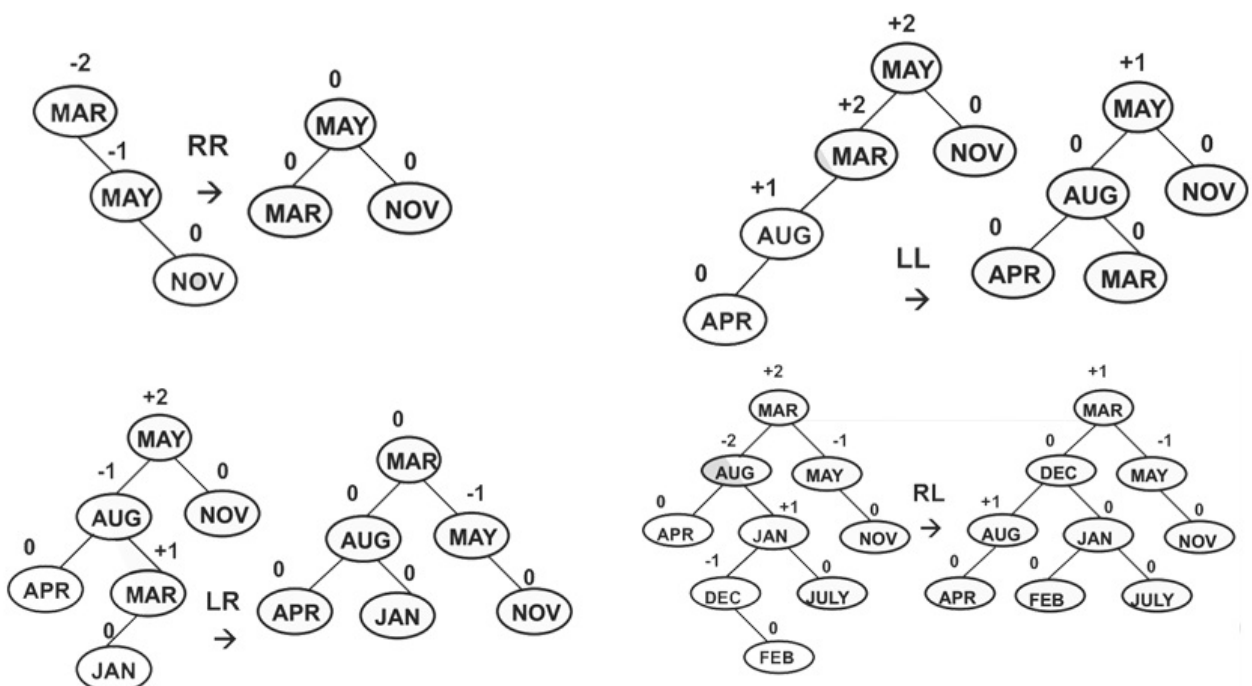 -2
MAR
-1
MAY
0
NOV
RR
→
0
MAY
0
0
MAR
NOV
+2
MAY
+2
0
MAR
NOV
+1
AUG
0
APR
LL
→
+1
MAY
0
0
AUG
NOV
0
0
APR
MAR
+2
MAY
-1
0
AUG
NOV
0
+1
APR
MAR
0
JAN
LR
→
0
MAR
0
-1
AUG
MAY
0
0
0
APR
JAN
NOV
+2
MAR
-2
-1
AUG
MAY
0
+1
0
APR
JAN
NOV
-1
0
DEC
JULY
0
FEB
RL
→
+1
MAR
0
-1
DEC
MAY
+1
0
0
AUG
JAN
NOV
0
0
0
APR
FEB
JULY